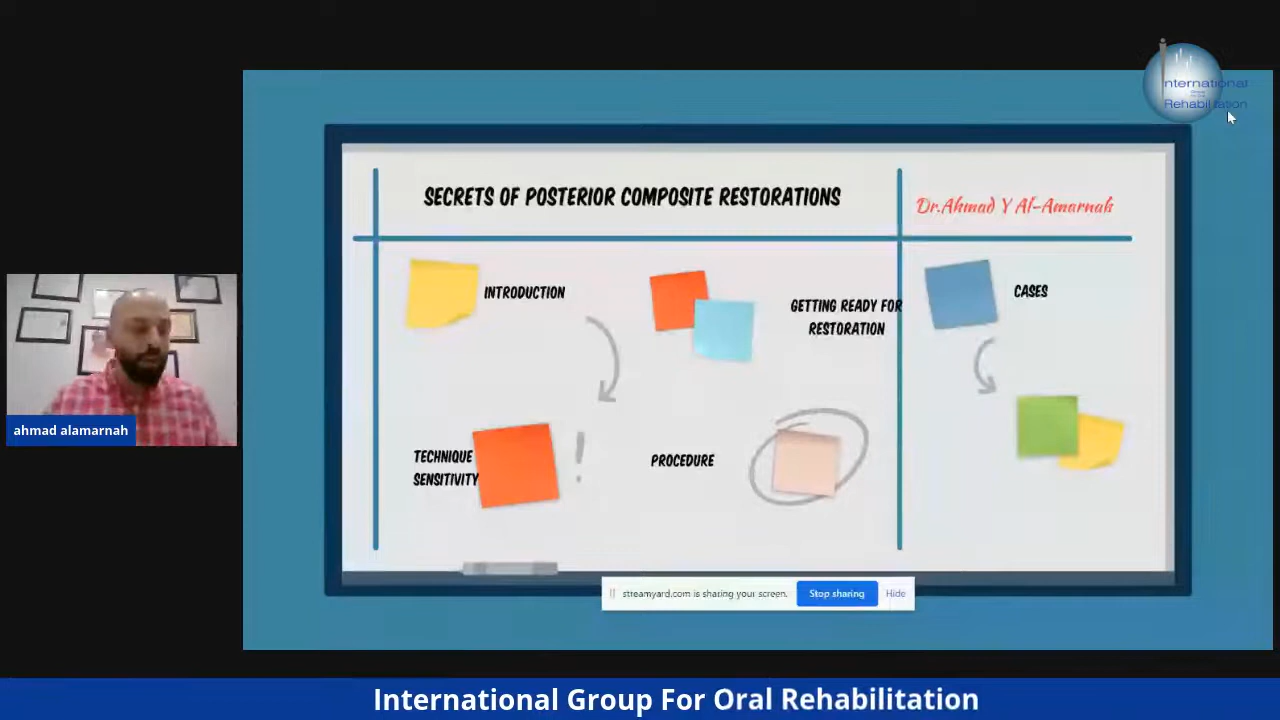 nternational
Rehabilitation
SECRETS OF POSTERIOR COMPOSITE RESTORATIONS
Dr.Ahmad Y Al-Amarnah
INTRODUCTION
GETTING READY FOR
RESTORATION
CASES
TECHNIQUE
SENSITIVITY
!
PROCEDURE
ahmad alamarnah
streamyard.com is sharing your screen.
Stop sharing
Hide
International Group For Oral Rehabilitation